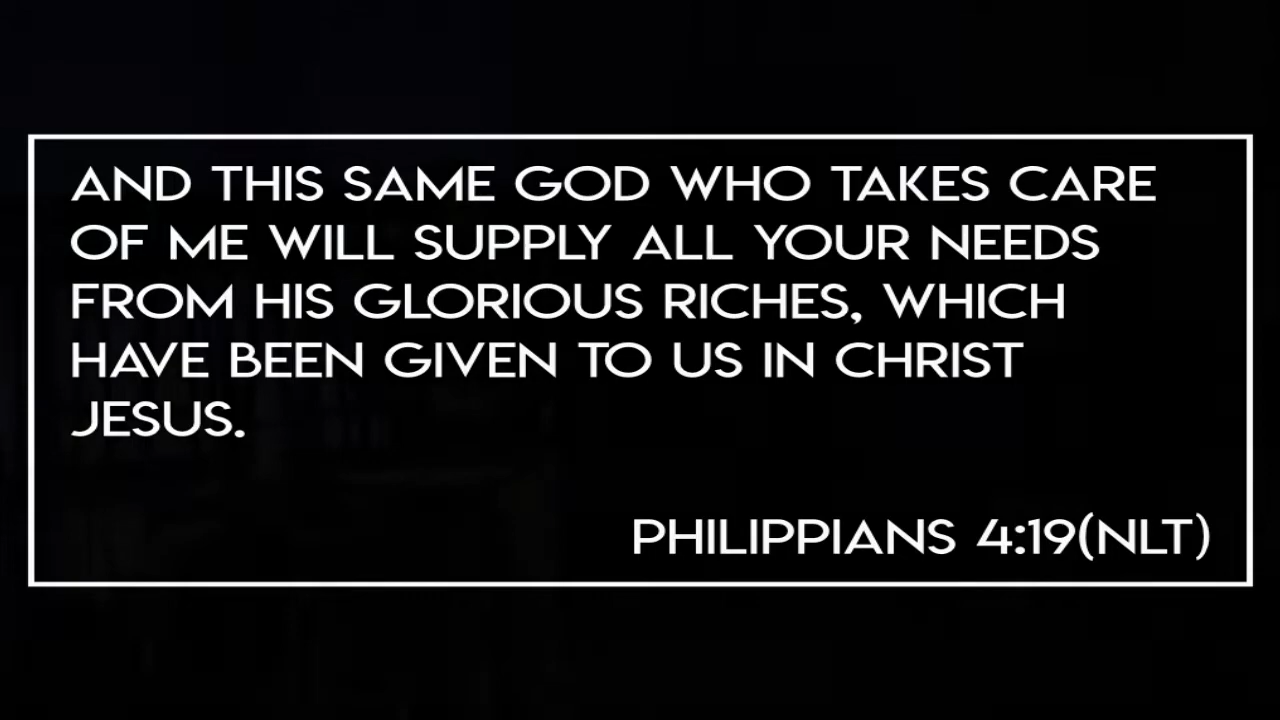 AND THIS SAME GOD WHO TAKES CARE
OF ME WILL SUPPLY ALL YOUR NEEDS
FROM HIS GLORIOUS RICHES, WHICH
HAVE BEEN GIVEN TO US IN CHRIST
JESUS.
PHILIPPIANS 4:19(NLT)